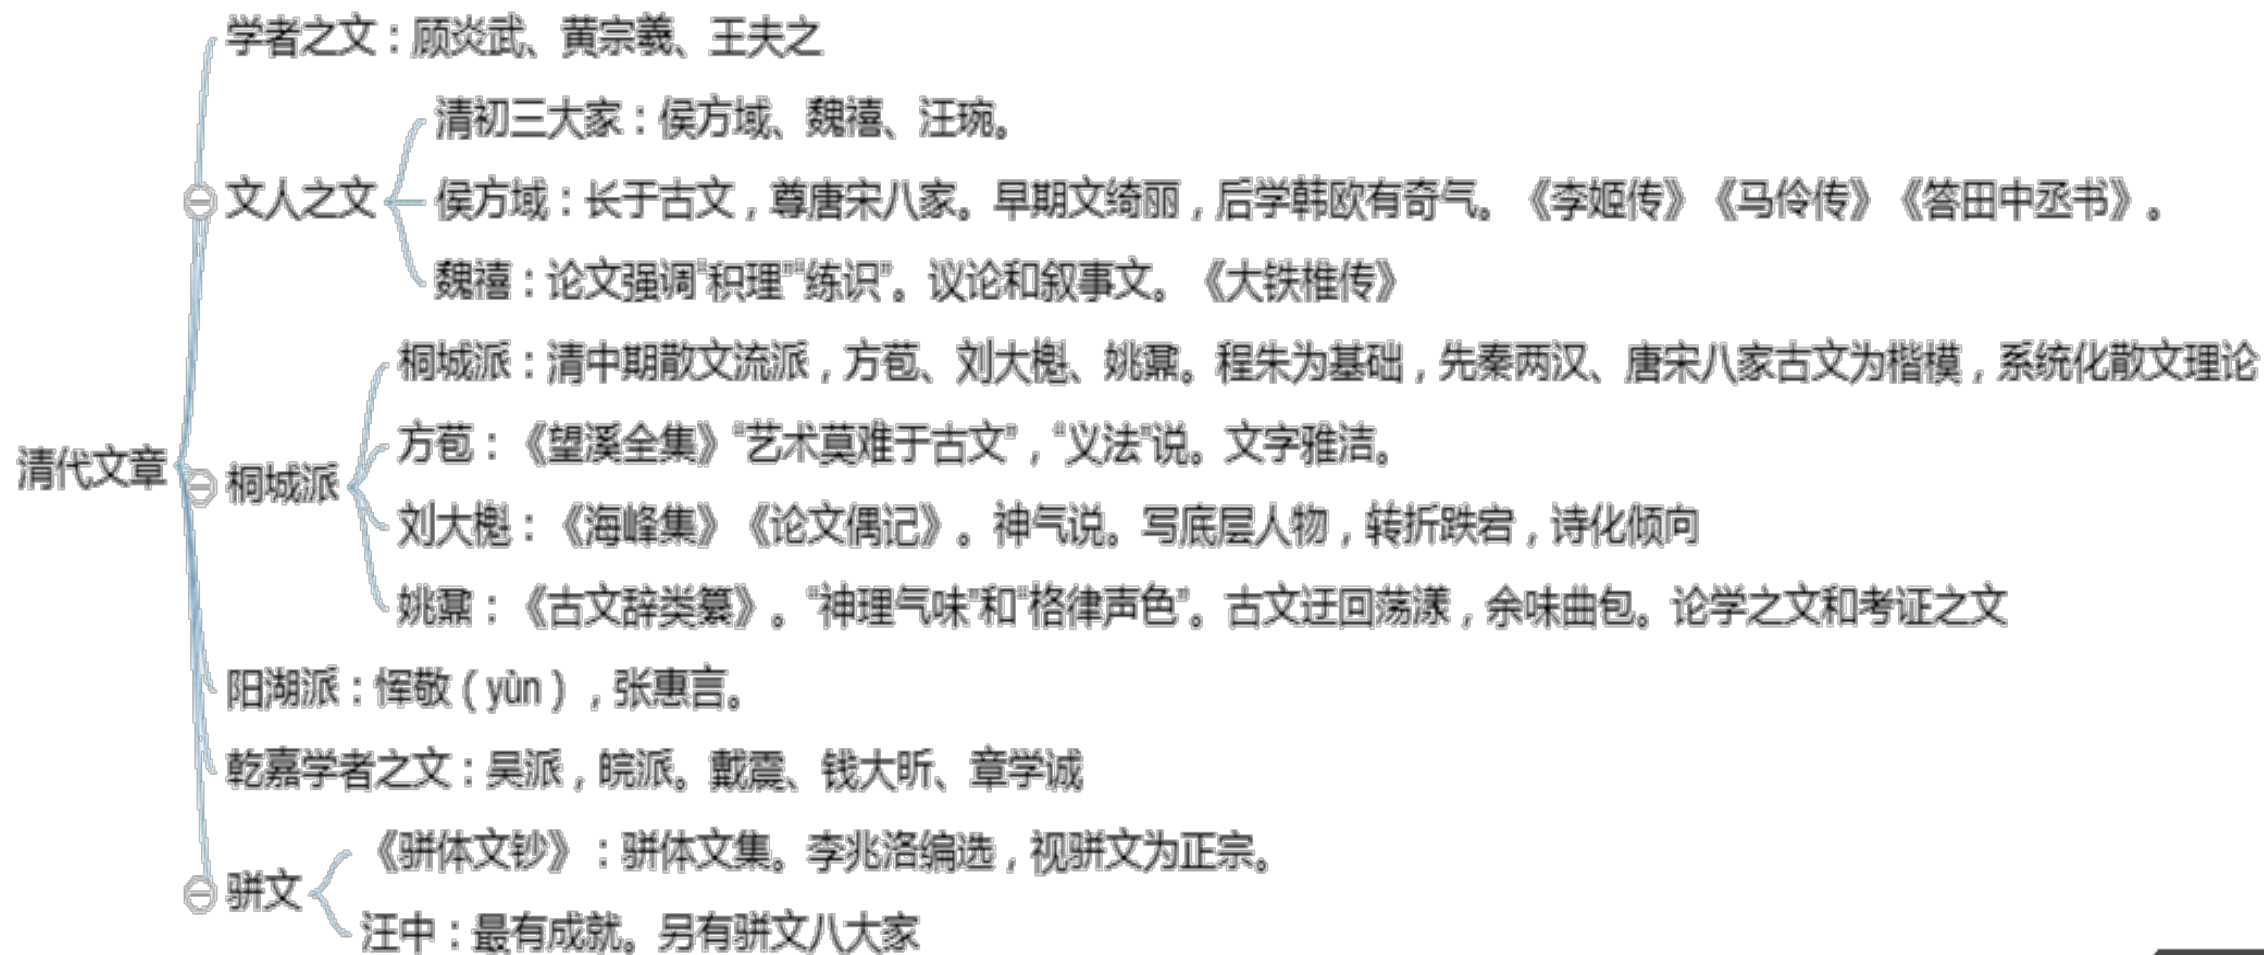 学者之文：顾炎武、黄宗羲、王夫之
清初三大家：侯方域、魏禧、汪琬。
文人之文
侯方域：长于古文，尊唐宋八家。早期文绮丽，后学韩欧有奇气。《李姬传》《马伶传》《答田中丞书》。
魏禧：论文强调“积理”“练识”。议论和叙事文。《大铁椎传》
桐城派：清中期散文流派，方苞、刘大櫆、姚鼐。程朱为基础，先秦两汉、唐宋八家古文为楷模，系统化散文理论
方苞：《望溪全集》“艺术莫难于古文”，“义法”说。文字雅洁。
清代文章
桐城派
刘大櫆：《海峰集》《论文偶记》。神气说。写底层人物，转折跌宕，诗化倾向
姚鼐：《古文辞类纂》。“神理气味”和“格律声色”。古文迂回荡漾，余味曲包。论学之文和考证之文
阳湖派：恽敬（yùn），张惠言。
乾嘉学者之文：吴派，皖派。戴震、钱大昕、章学诚
《骈体文钞》：骈体文集。李兆洛编选，视骈文为正宗。
骈文
汪中：最有成就。另有骈文八大家